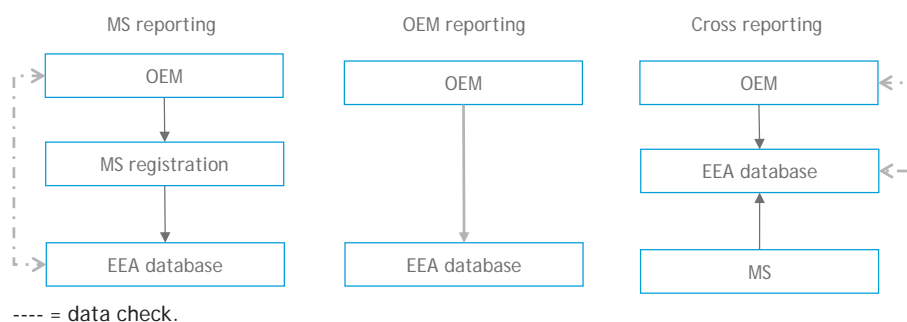 MS reporting
OEM
MS registration
EEA database
OEM reporting
OEM
EEA database
Cross reporting
OEM
EEA database
MS
---- = data check.